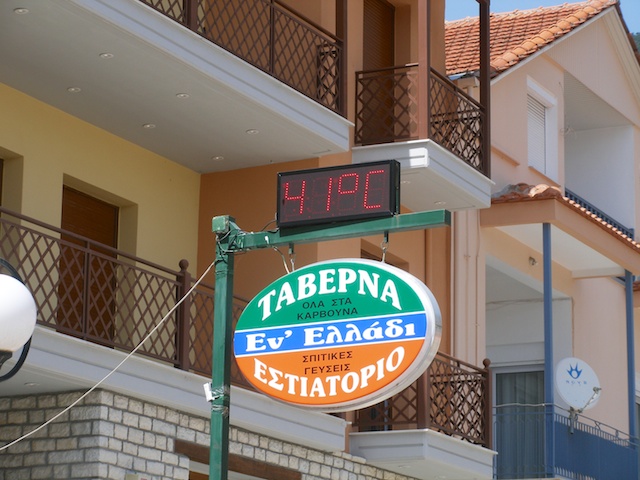 41°C
ΤΑΒΕΡΝΑ
ΟΛΑ ΣΤΑ
ΚΑΡΒΟΥΝΑ
Εν' Ελλάδι
ΣΠΙΤΙΚΕΣ
ΓΕΥΣΕΙΣ
ΕΣΤΙΑΤΟΡΙΟ